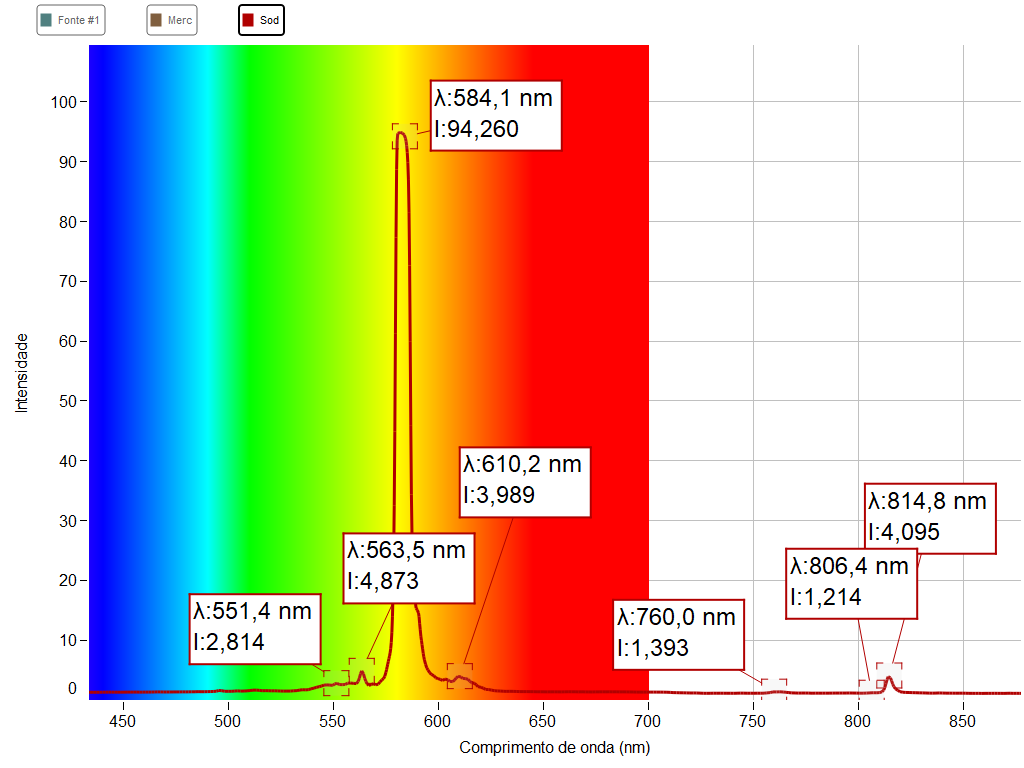 Fonte #1
Merc
Sod
λ:584,1 nm
I:94,260
λ:610,2 nm
I:3,989
λ:814,8 nm
I:4,095
λ:563,5 nm
I:4,873
λ:806,4 nm
I:1,214
λ:551,4 nm
I:2,814
λ:760,0 nm
I:1,393
Intensidade
100
90
80
70
60
50
40
30
20
10
0
450
500
550
600
650
700
750
800
850
Comprimento de onda (nm)